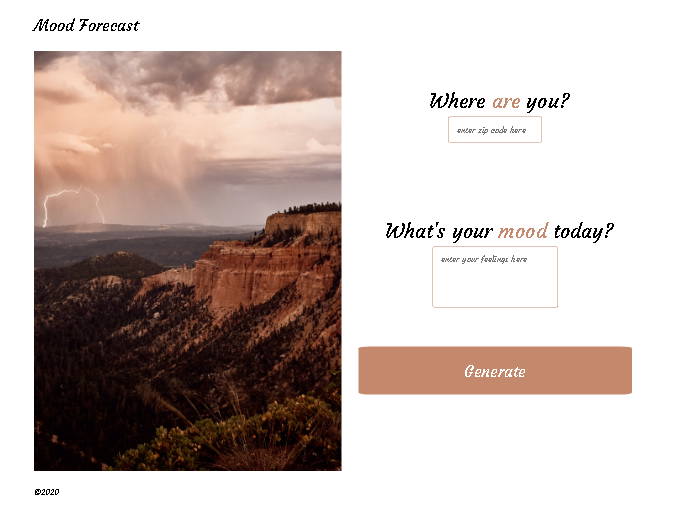 Mood Forecast
Where are you?
enter zip code here
What's your mood today?
enter your feelings here
Generate
©2020